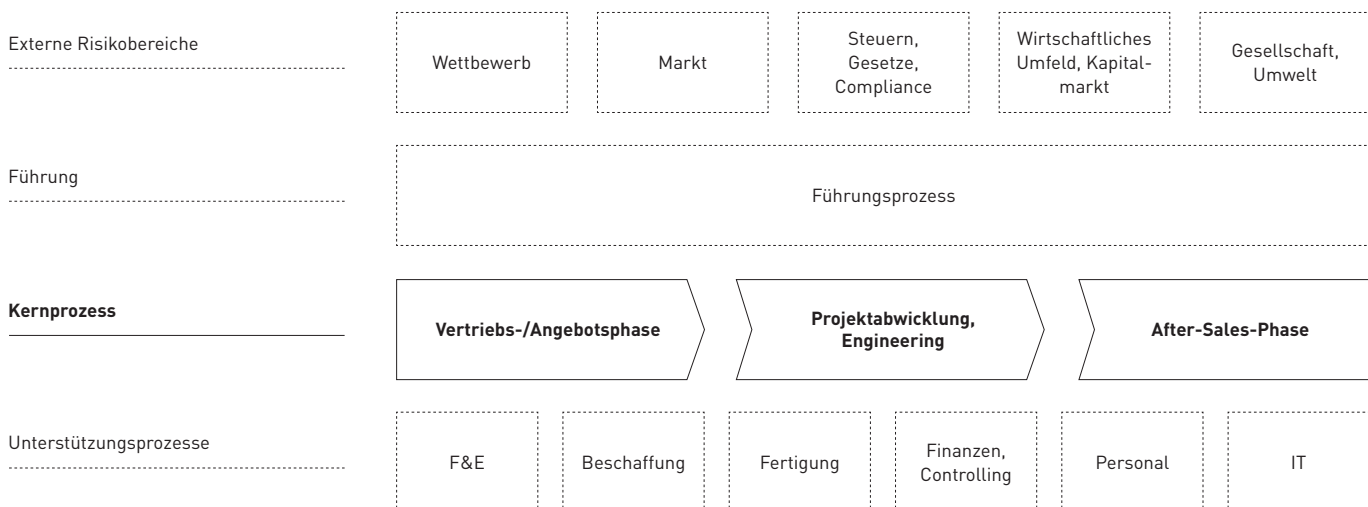 Externe Risikobereiche
Wettbewerb
Markt
Steuern,
Gesetze,
Compliance
Wirtschaftliches
Umfeld, Kapital-
markt
Gesellschaft,
Umwelt
Führung
Führungsprozess
Kernprozess
Vertriebs-/Angebotsphase
Projektabwicklung,
Engineering
After-Sales-Phase
Unterstützungsprozesse
F&E
Beschaffung
Fertigung
Finanzen,
Controlling
Personal
IT